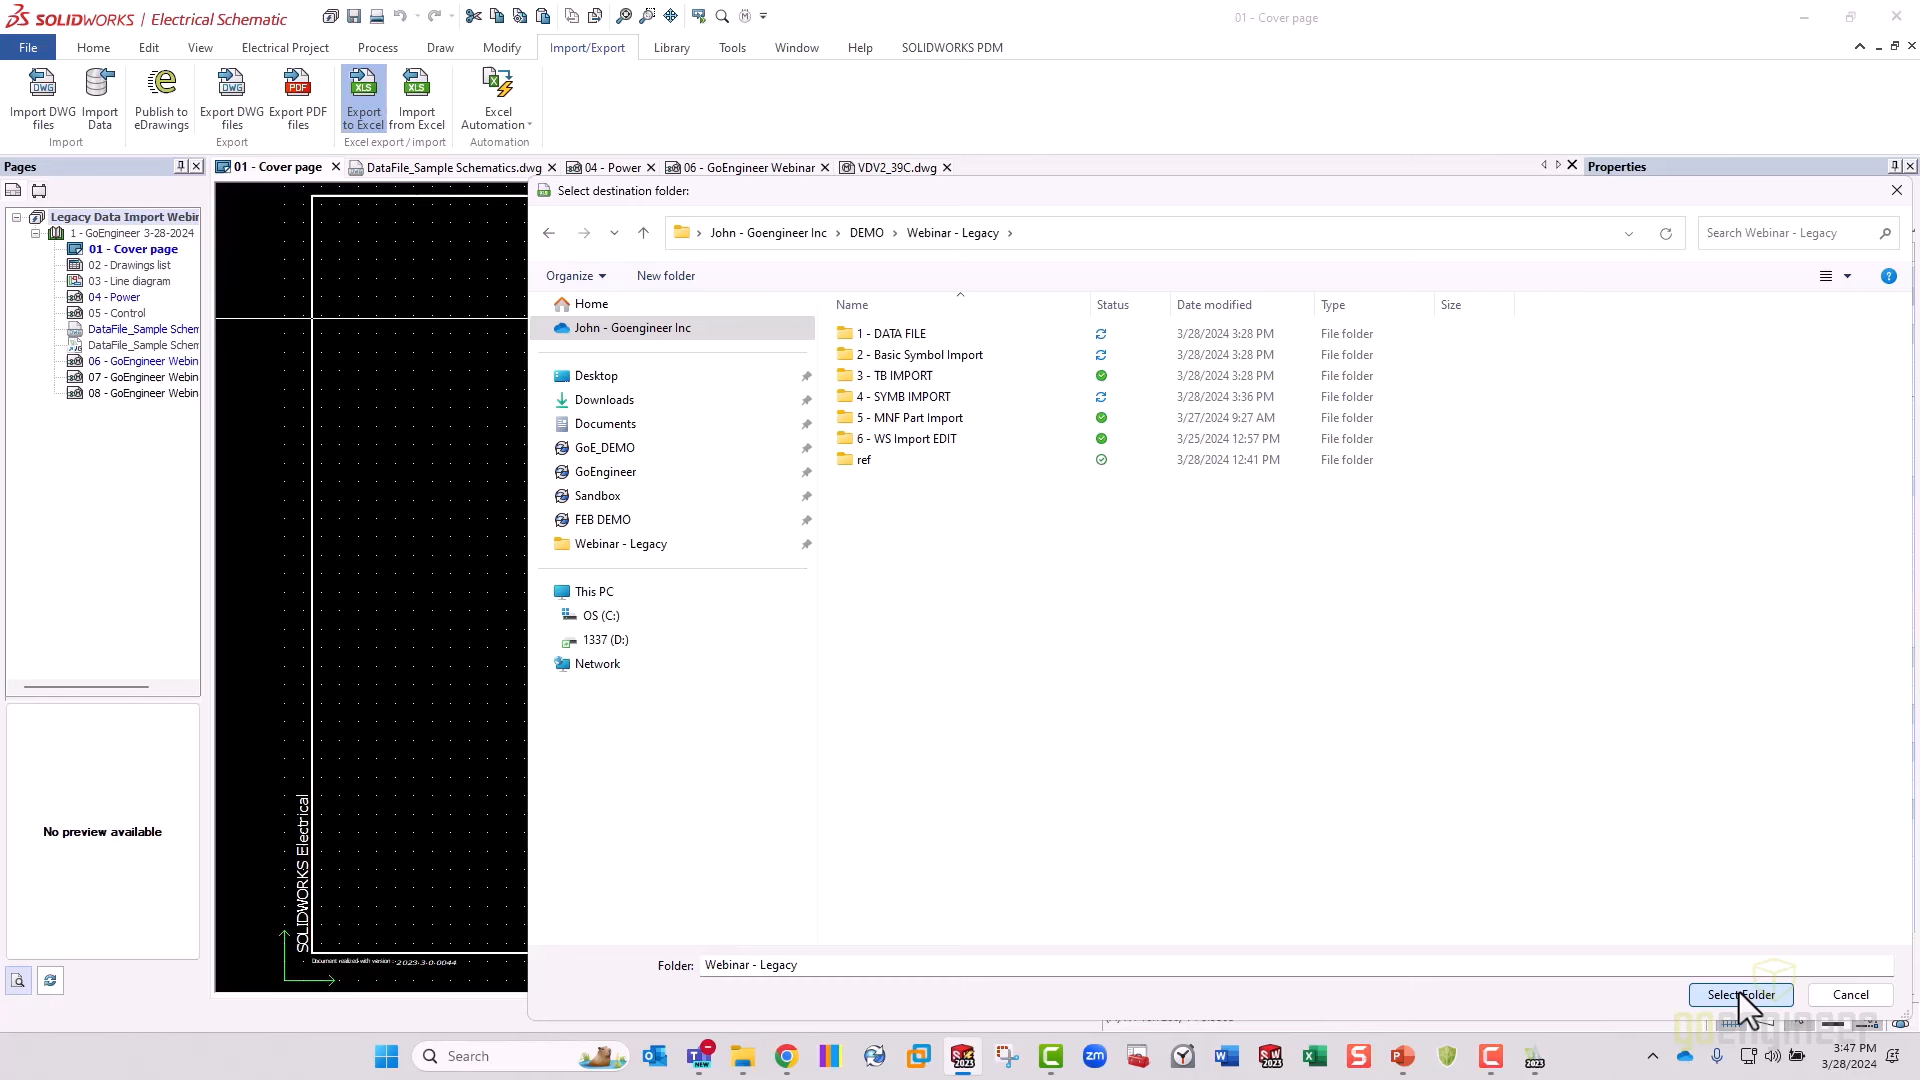 SOLIDWORKS | Electrical Schematic
01 - Cover page
File Home Edit View Electrical Project Process Draw Modify Import/Export Library Tools Window Help SOLIDWORKS PDM
Import DWG files
Import Data
Publish to eDrawings
Export DWG files
Export PDF files
Export to Excel
Import from Excel
Excel Automation
Import
Export
Excel export / import
Automation
Pages
01 - Cover page
DataFile_Sample Schematics.dwg
04 - Power
06 - GoEngineer Webinar
VDV2_39C.dwg
Properties
Legacy Data Import Webir
1 - GoEngineer 3-28-2024
01 - Cover page
02 - Drawings list
03 - Line diagram
04 - Power
05 - Control
DataFile_Sample Schem
DataFile_Sample Schem
06 - GoEngineer Webin
07 - GoEngineer Webin
08 - GoEngineer Webin
No preview available
SOLIDWORKS Electrical
Document realized with version : 2023.3.0.0044
Select destination folder:
John - Goengineer Inc > DEMO > Webinar - Legacy >
Search Webinar - Legacy
Organize New folder
Home
John - Goengineer Inc
Desktop
Downloads
Documents
GoE_DEMO
GoEngineer
Sandbox
FEB DEMO
Webinar - Legacy
This PC
OS (C:)
1337 (D:)
Network
Name Status Date modified Type Size
1 - DATA FILE 3/28/2024 3:28 PM File folder
2 - Basic Symbol Import 3/28/2024 3:28 PM File folder
3 - TB IMPORT 3/28/2024 3:28 PM File folder
4 - SYMB IMPORT 3/28/2024 3:36 PM File folder
5 - MNF Part Import 3/27/2024 9:27 AM File folder
6 - WS Import EDIT 3/25/2024 12:57 PM File folder
ref 3/28/2024 12:41 PM File folder
Folder: Webinar - Legacy
Select Folder Cancel
goengineer
Search
3:47 PM
3/28/2024